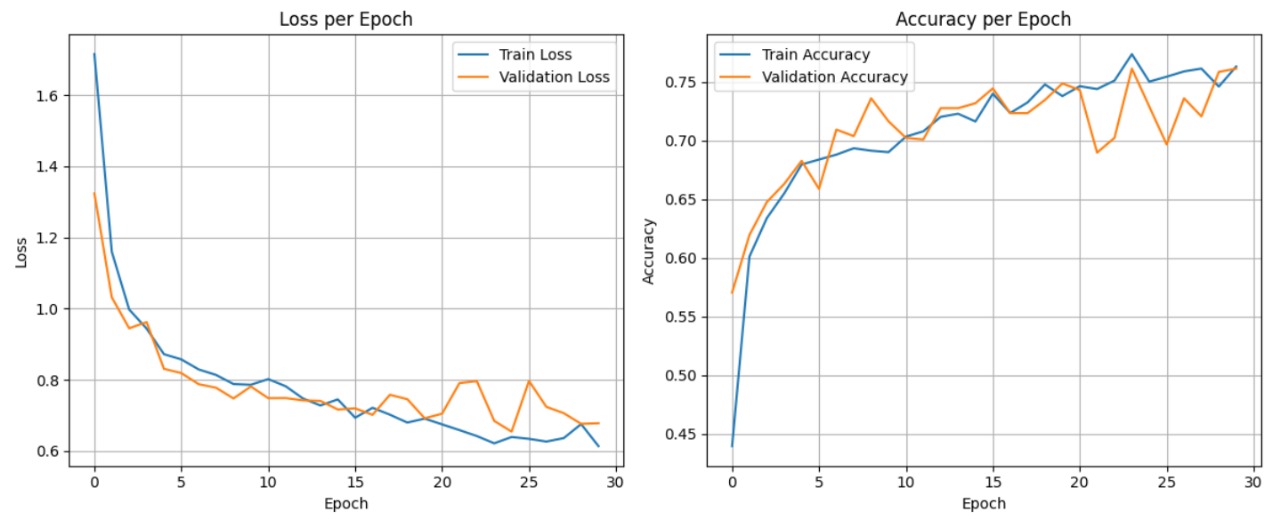 Loss per Epoch
Train Loss
Validation Loss
1.6
1.4
1.2
1.0
0.8
0.6
Loss
0 5 10 15 20 25 30
Epoch
Accuracy per Epoch
Train Accuracy
Validation Accuracy
0.75
0.70
0.65
0.60
0.55
0.50
0.45
Accuracy
0 5 10 15 20 25 30
Epoch